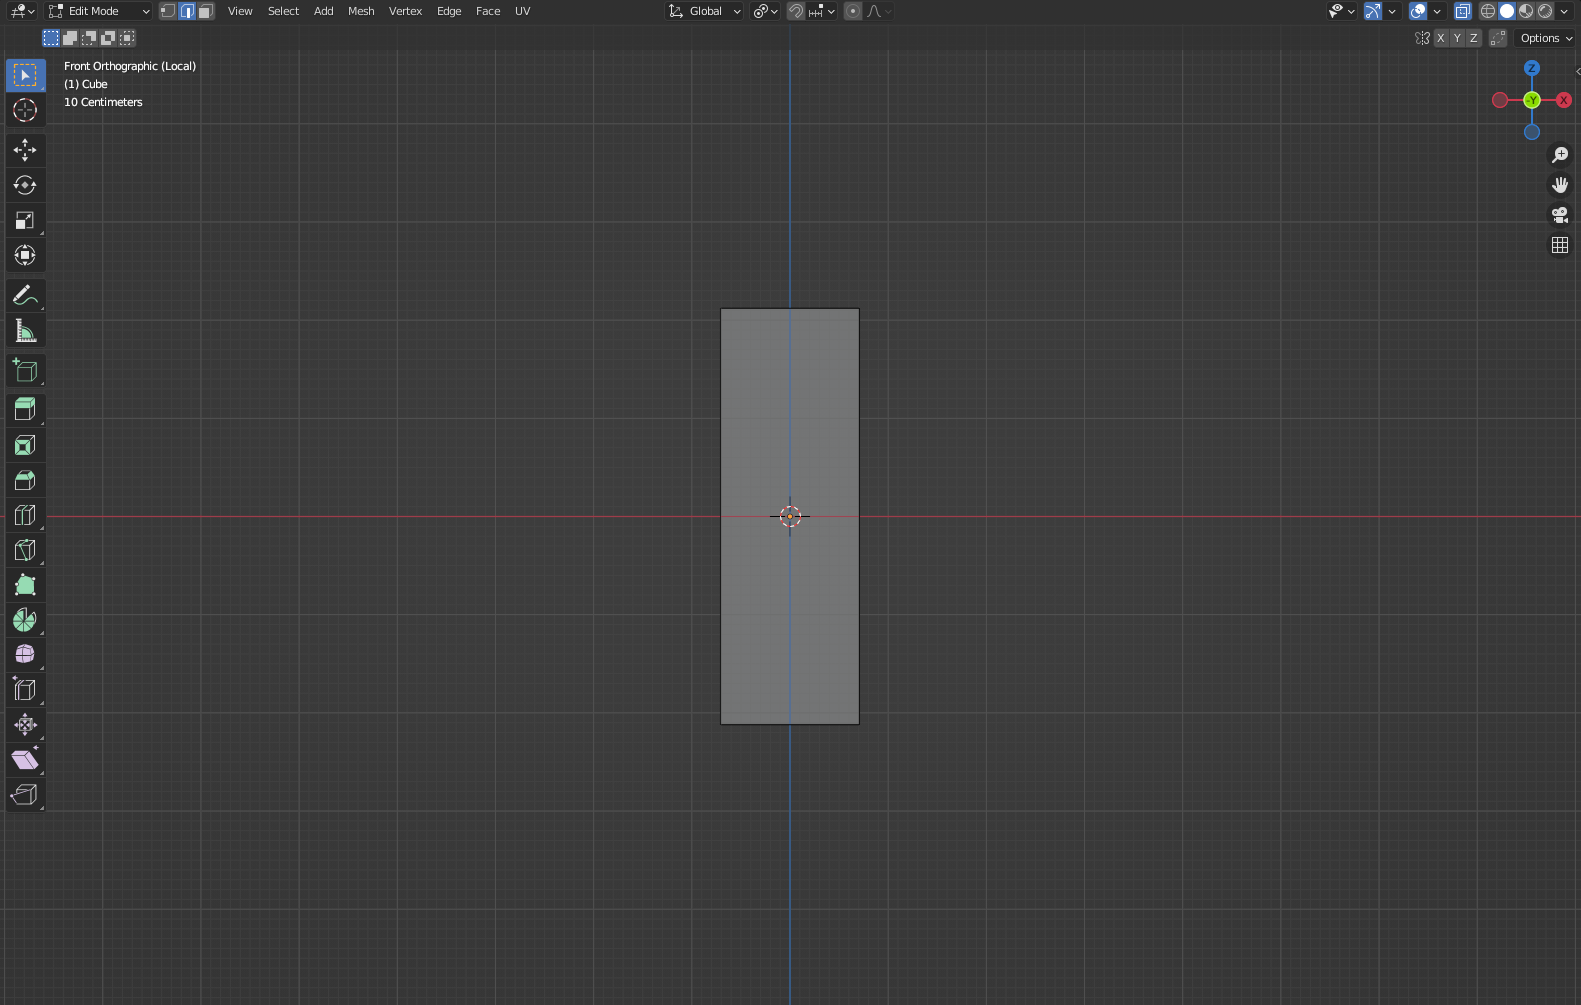 Edit Mode View Select Add Mesh Vertex Edge Face UV Global
X Y Z Options
Front Orthographic (Local)
(1) Cube
10 Centimeters
Z
-Y X